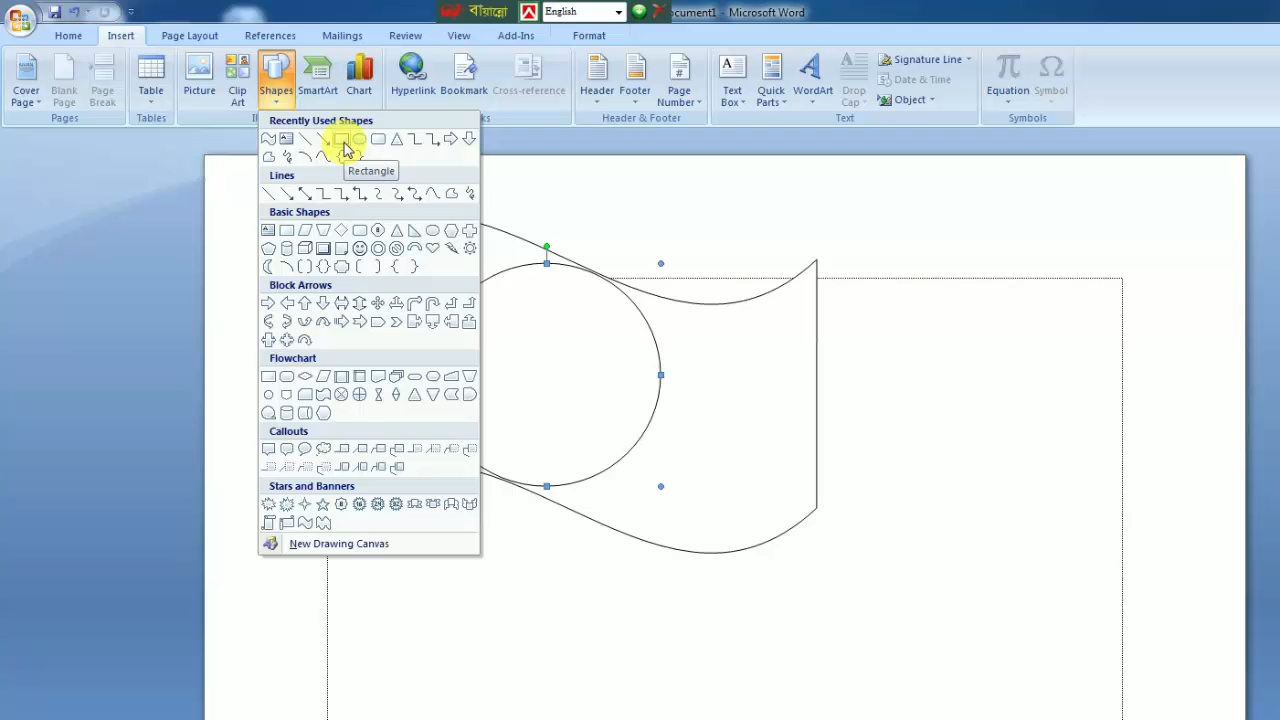 বায়ান্নো English ocument1 - Microsoft Word
Home Insert Page Layout References Mailings Review View Add-Ins Format
Cover Page Blank Page Page Break Table Picture Clip Art Shapes SmartArt Chart Hyperlink Bookmark Cross-reference Header Footer Page Number Text Box Quick Parts WordArt Drop Cap Signature Line Date & Time Object Equation Symbol
Pages Tables Header & Footer Text Symbols
Recently Used Shapes
Rectangle
Lines
Basic Shapes
Block Arrows
Flowchart
Callouts
Stars and Banners
New Drawing Canvas